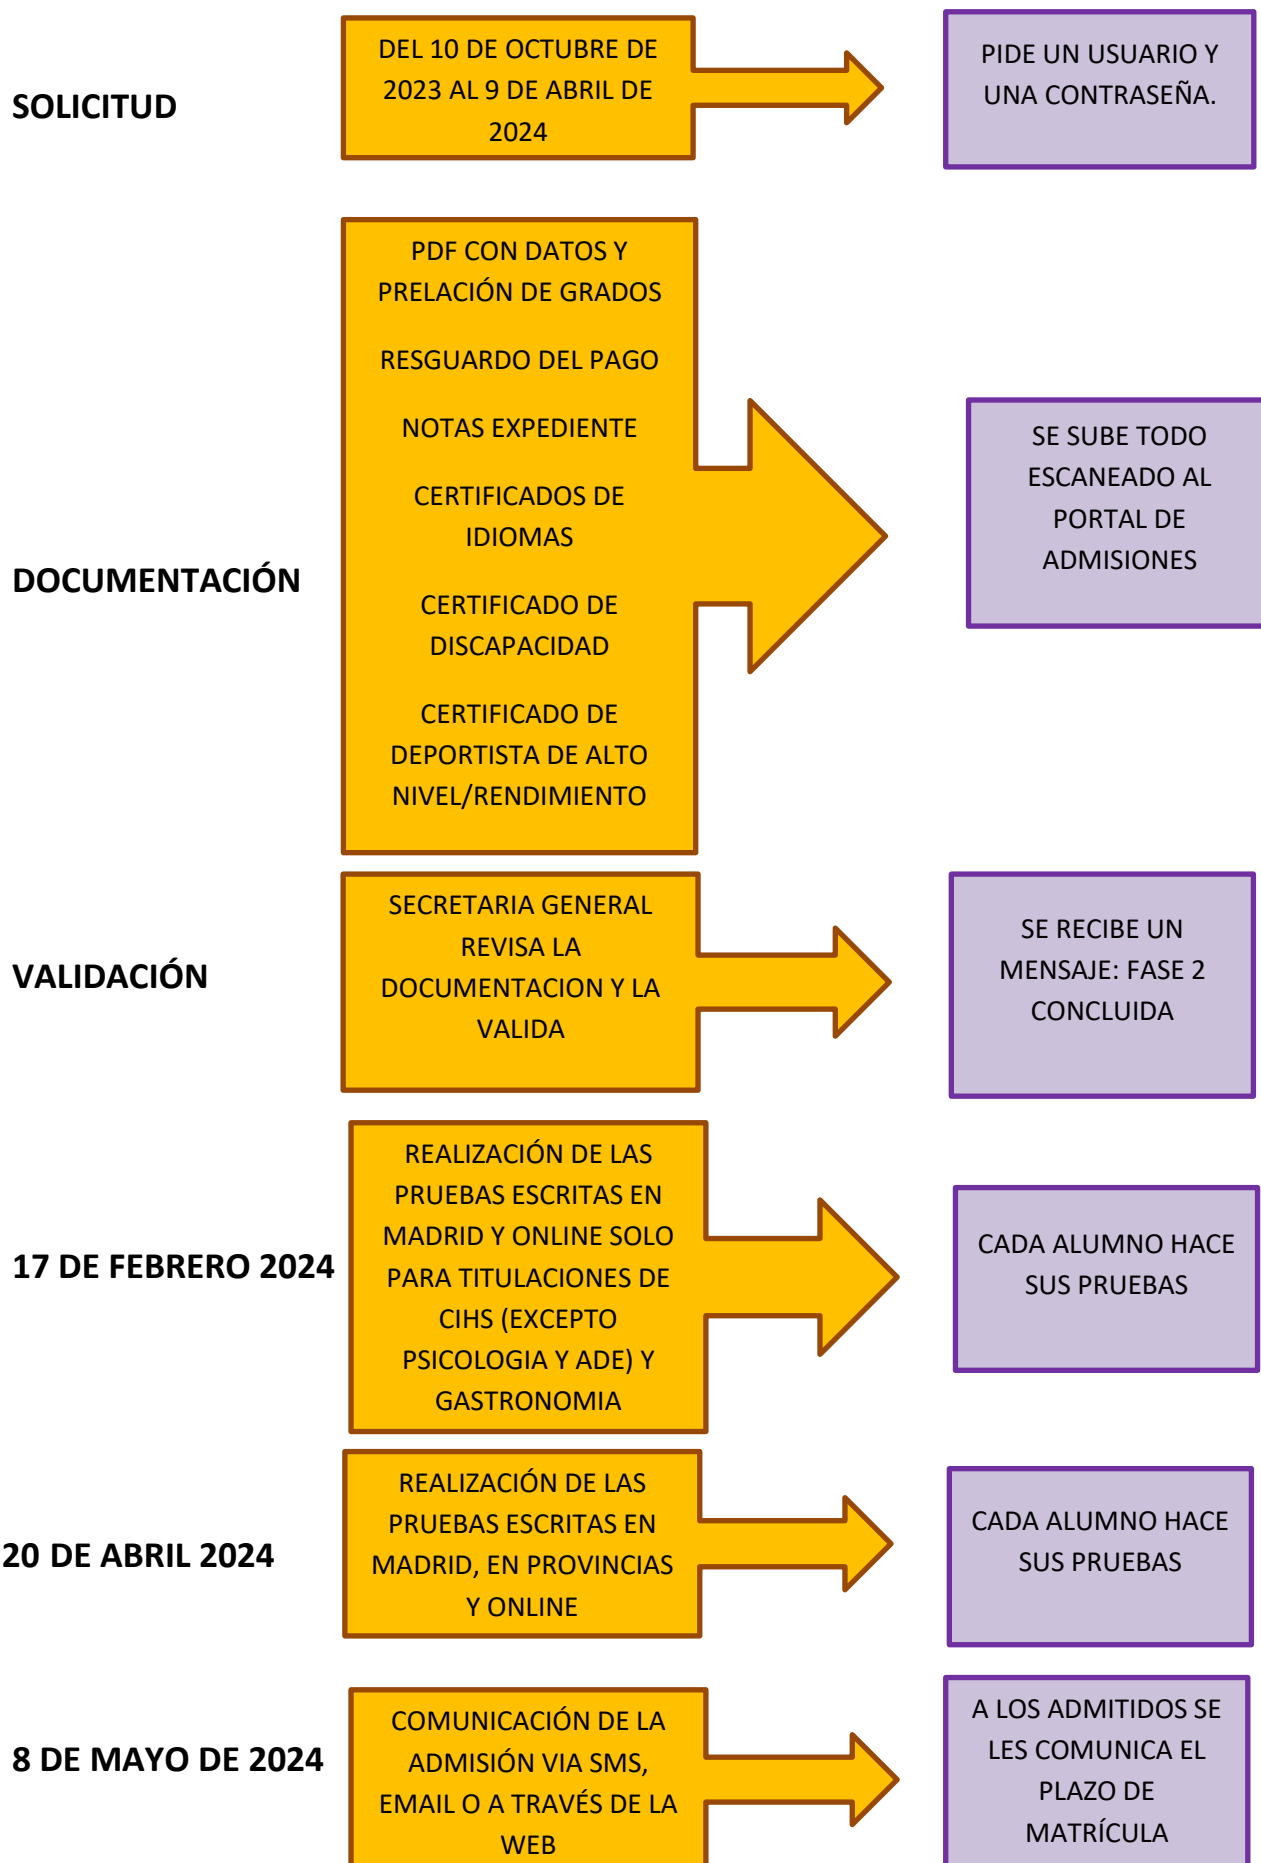 SOLICITUD
DEL 10 DE OCTUBRE DE
2023 AL 9 DE ABRIL DE
2024
PIDE UN USUARIO Y
UNA CONTRASEÑA.
DOCUMENTACIÓN
PDF CON DATOS Y
PRELACIÓN DE GRADOS
RESGUARDO DEL PAGO
NOTAS EXPEDIENTE
CERTIFICADOS DE
IDIOMAS
CERTIFICADO DE
DISCAPACIDAD
CERTIFICADO DE
DEPORTISTA DE ALTO
NIVEL/RENDIMIENTO
SE SUBE TODO
ESCANEADO AL
PORTAL DE
ADMISIONES
VALIDACIÓN
SECRETARIA GENERAL
REVISA LA
DOCUMENTACION Y LA
VALIDA
SE RECIBE UN
MENSAJE: FASE 2
CONCLUIDA
17 DE FEBRERO 2024
REALIZACIÓN DE LAS
PRUEBAS ESCRITAS EN
MADRID Y ONLINE SOLO
PARA TITULACIONES DE
CIHS (EXCEPTO
PSICOLOGIA Y ADE) Y
GASTRONOMIA
CADA ALUMNO HACE
SUS PRUEBAS
20 DE ABRIL 2024
REALIZACIÓN DE LAS
PRUEBAS ESCRITAS EN
MADRID, EN PROVINCIAS
Y ONLINE
CADA ALUMNO HACE
SUS PRUEBAS
8 DE MAYO DE 2024
COMUNICACIÓN DE LA
ADMISIÓN VIA SMS,
EMAIL O A TRAVÉS DE LA
WEB
A LOS ADMITIDOS SE
LES COMUNICA EL
PLAZO DE
MATRÍCULA